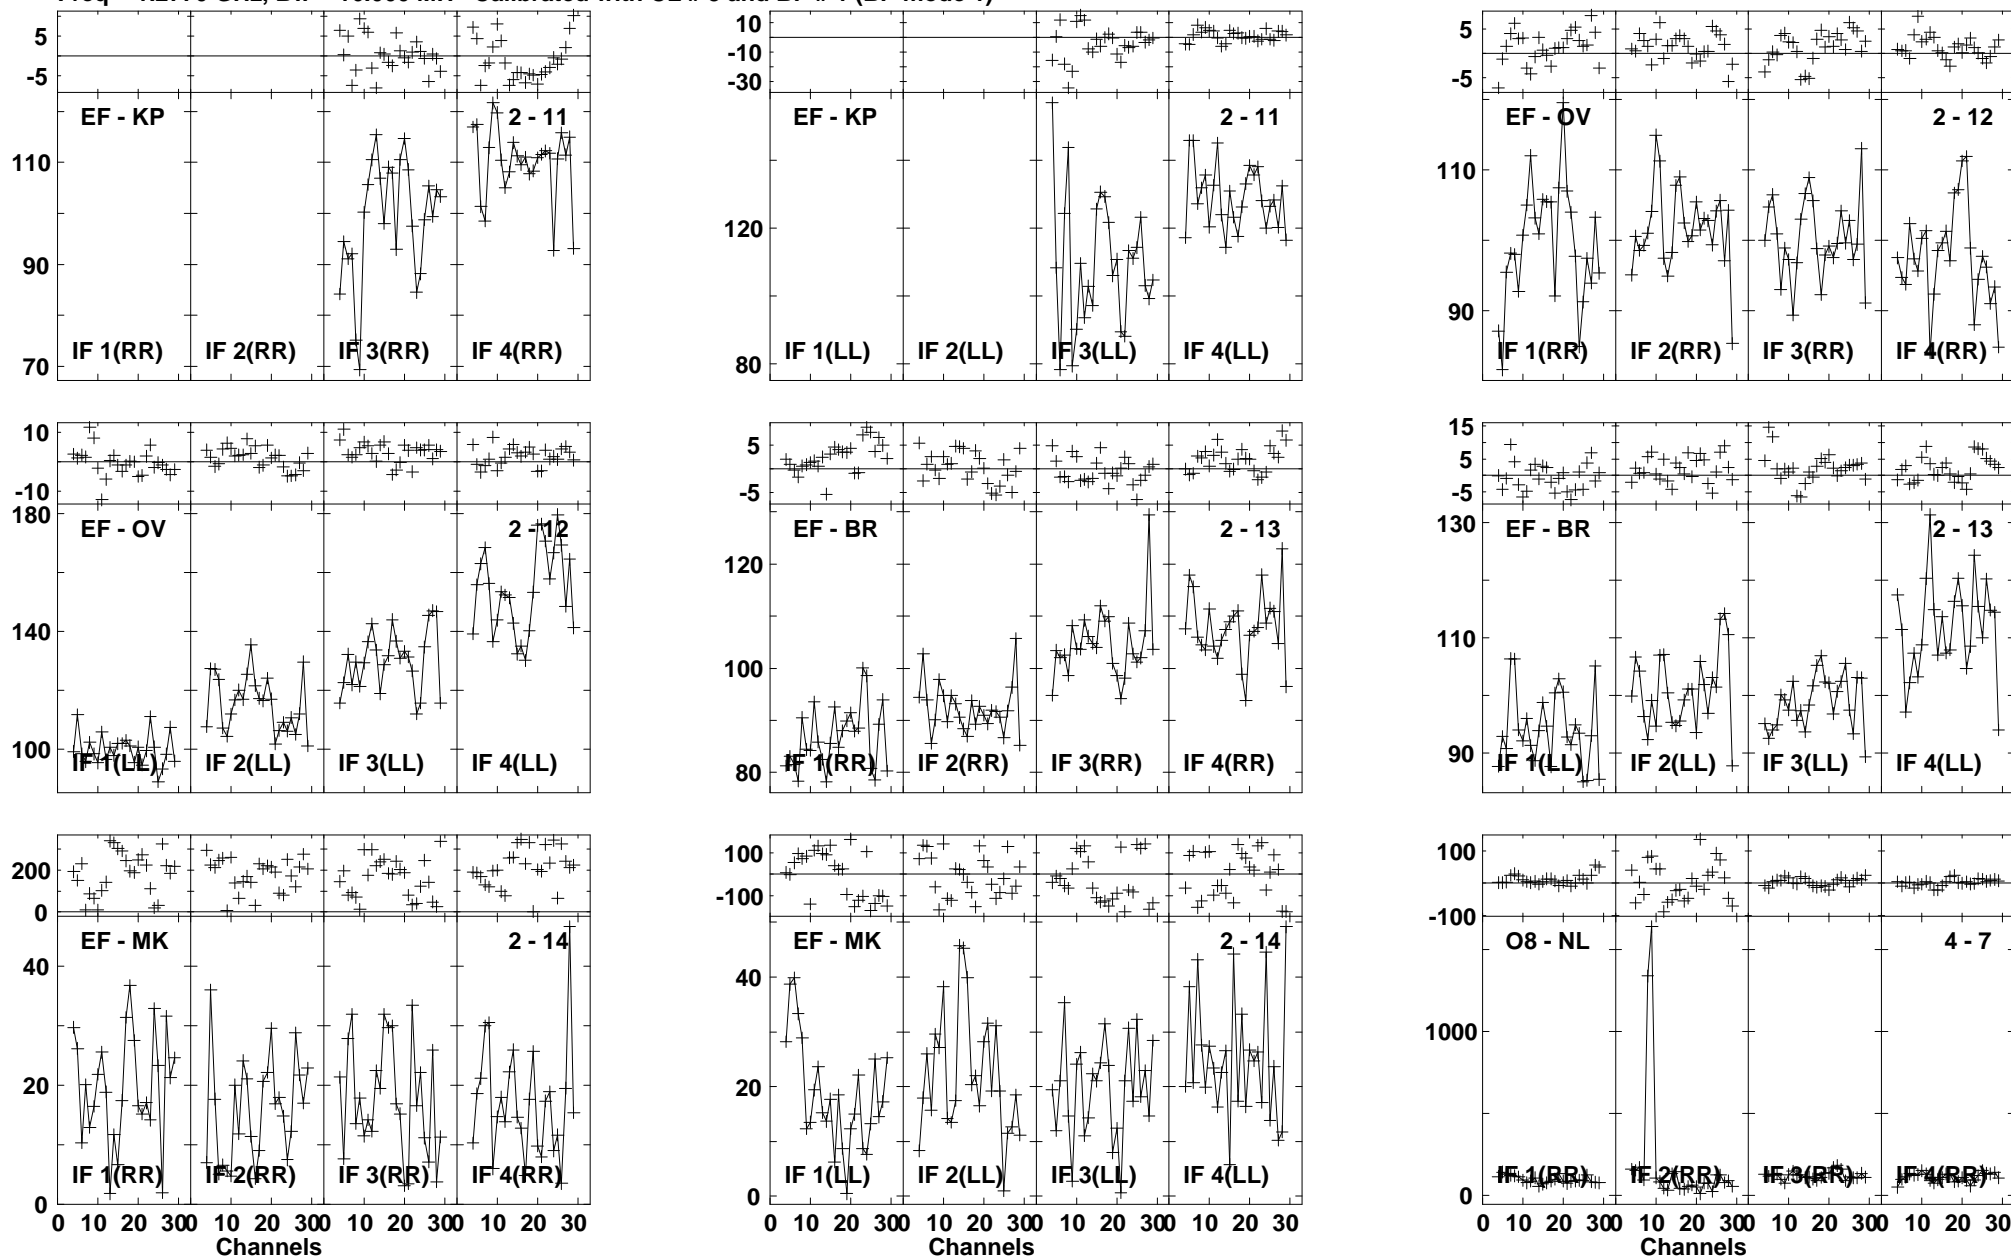 5
-5
EF - KP
2 - 11
110
90
70
IF 1(RR)
IF 2(RR)
IF 3(RR)
IF 4(RR)
10
-10
-30
EF - KP
2 - 11
120
80
IF 1(LL)
IF 2(LL)
IF 3(LL)
IF 4(LL)
5
-5
EF - OV
2 - 12
110
90
IF 1(RR)
IF 2(RR)
IF 3(RR)
IF 4(RR)
10
-10
180
EF - OV
2 - 12
140
100
IF 1(LL)
IF 2(LL)
IF 3(LL)
IF 4(LL)
5
-5
EF - BR
2 - 13
120
100
80
IF 1(RR)
IF 2(RR)
IF 3(RR)
IF 4(RR)
15
5
-5
130
EF - BR
2 - 13
110
90
IF 1(LL)
IF 2(LL)
IF 3(LL)
IF 4(LL)
200
0
EF - MK
2 - 14
40
20
0
IF 1(RR)
IF 2(RR)
IF 3(RR)
IF 4(RR)
0 10 20 30 0 10 20 30 0 10 20 30 0 10 20 30
Channels
100
-100
EF - MK
2 - 14
40
20
0
IF 1(LL)
IF 2(LL)
IF 3(LL)
IF 4(LL)
0 10 20 30 0 10 20 30 0 10 20 30 0 10 20 30
Channels
100
-100
O8 - NL
4 - 7
1000
0
IF 1(RR)
IF 2(RR)
IF 3(RR)
IF 4(RR)
0 10 20 30 0 10 20 30 0 10 20 30 0 10 20 30
Channels